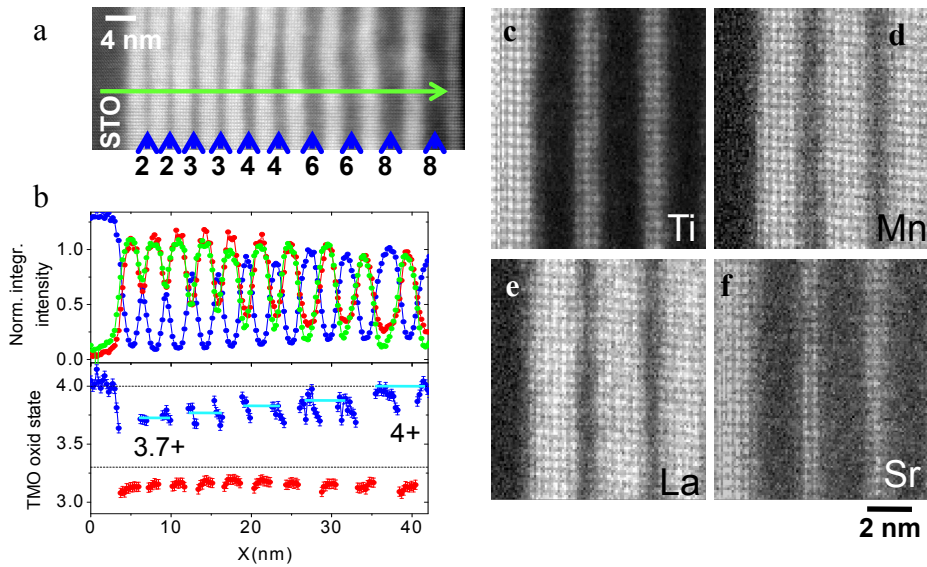 a
4 nm
STO
2 2 3 3 4 4 6 6 8 8
b
Norm. integr.
intensity
1.0
0.5
0.0
TMO oxid state
4.0
3.5
3.0
3.7+
4+
0 10 20 30 40
X(nm)
c
Ti
d
Mn
e
La
f
Sr
2 nm